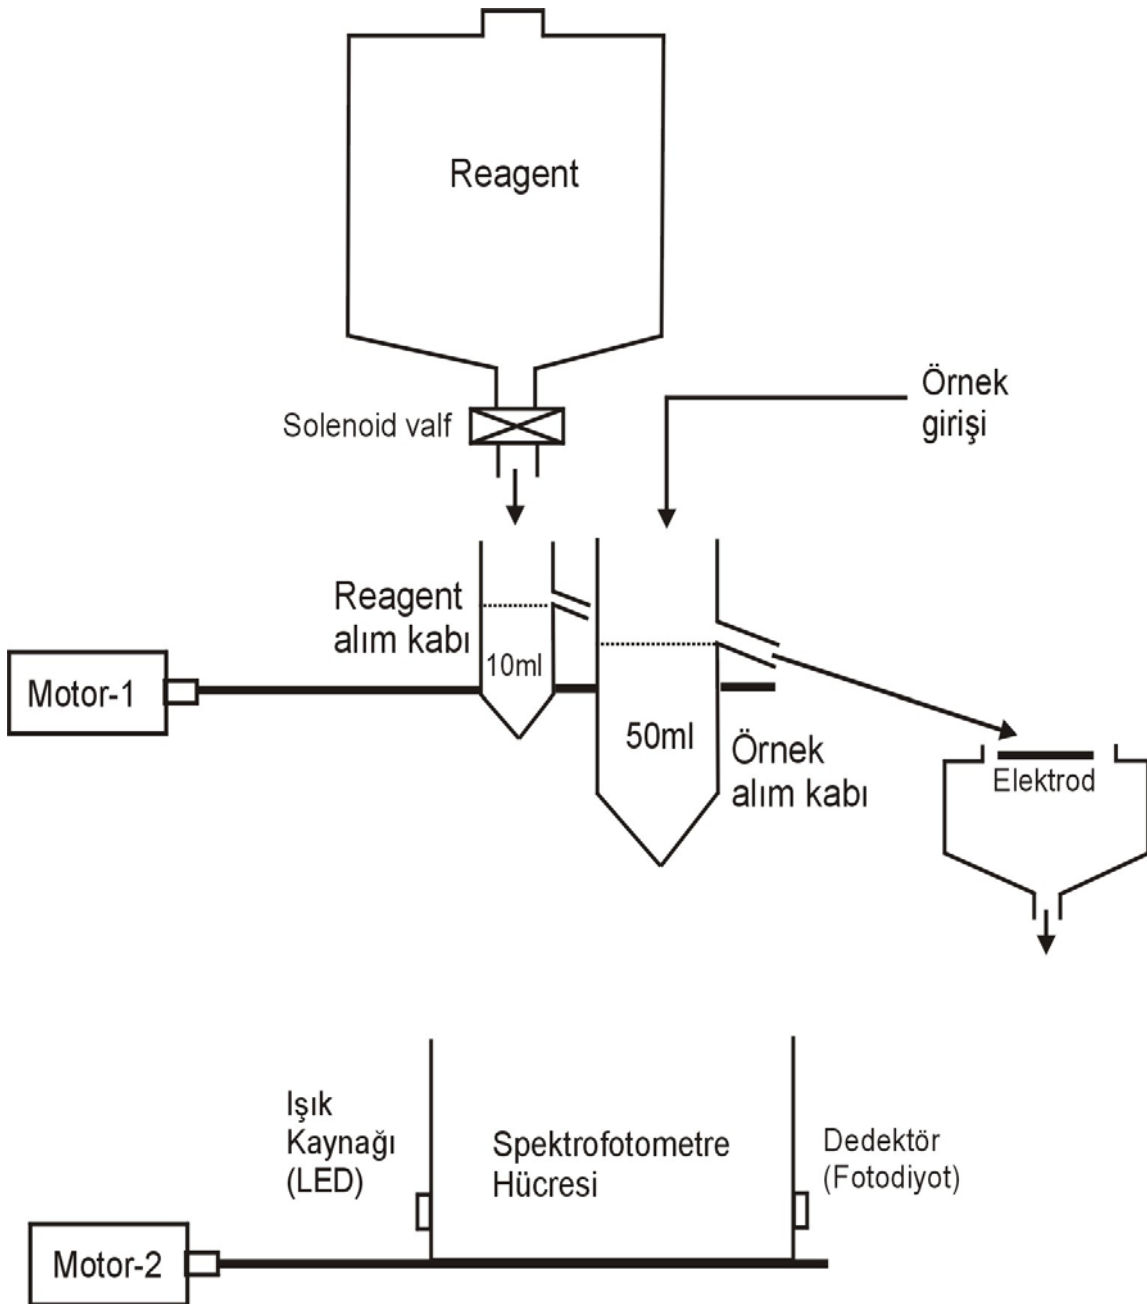 Reagent
Solenoid valf
Örnek
girişi
Reagent
alım kabı
10ml
Motor-1
50ml
Örnek
alım kabı
Elektrod
Işık
Kaynağı
(LED)
Spektrofotometre
Hücresi
Dedektör
(Fotodiyot)
Motor-2